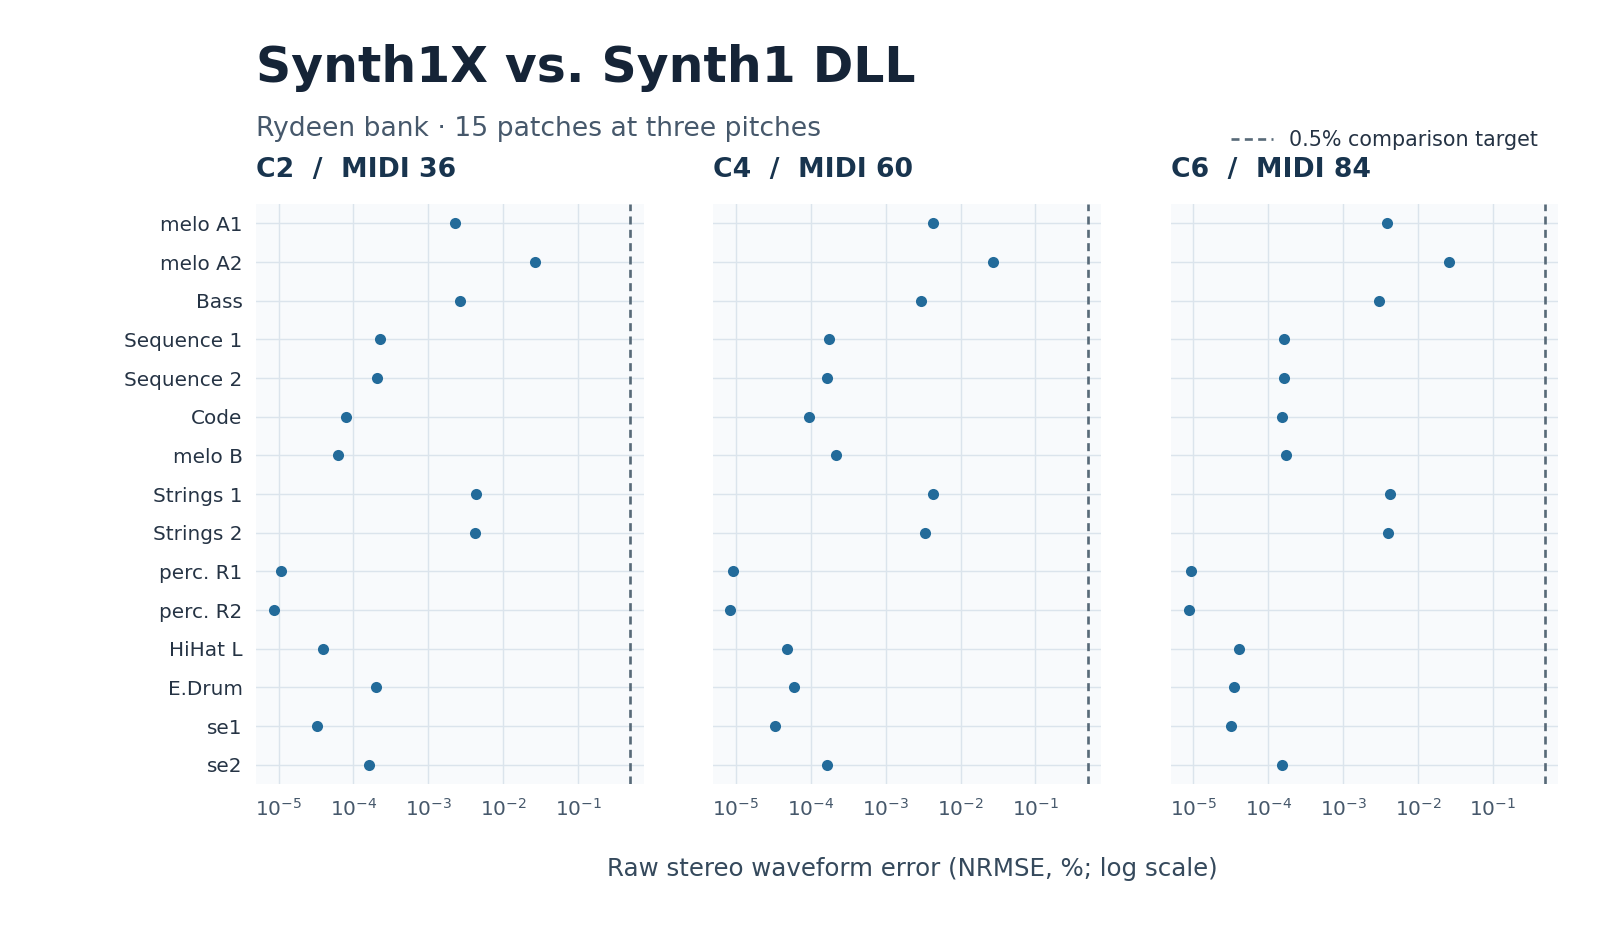 Synth1X vs. Synth1 DLL
Rydeen bank · 15 patches at three pitches
0.5% comparison target
C2 / MIDI 36
C4 / MIDI 60
C6 / MIDI 84
melo A1
melo A2
Bass
Sequence 1
Sequence 2
Code
melo B
Strings 1
Strings 2
perc. R1
perc. R2
HiHat L
E.Drum
se1
se2
10⁻⁵ 10⁻⁴ 10⁻³ 10⁻² 10⁻¹
10⁻⁵ 10⁻⁴ 10⁻³ 10⁻² 10⁻¹
10⁻⁵ 10⁻⁴ 10⁻³ 10⁻² 10⁻¹
Raw stereo waveform error (NRMSE, %; log scale)